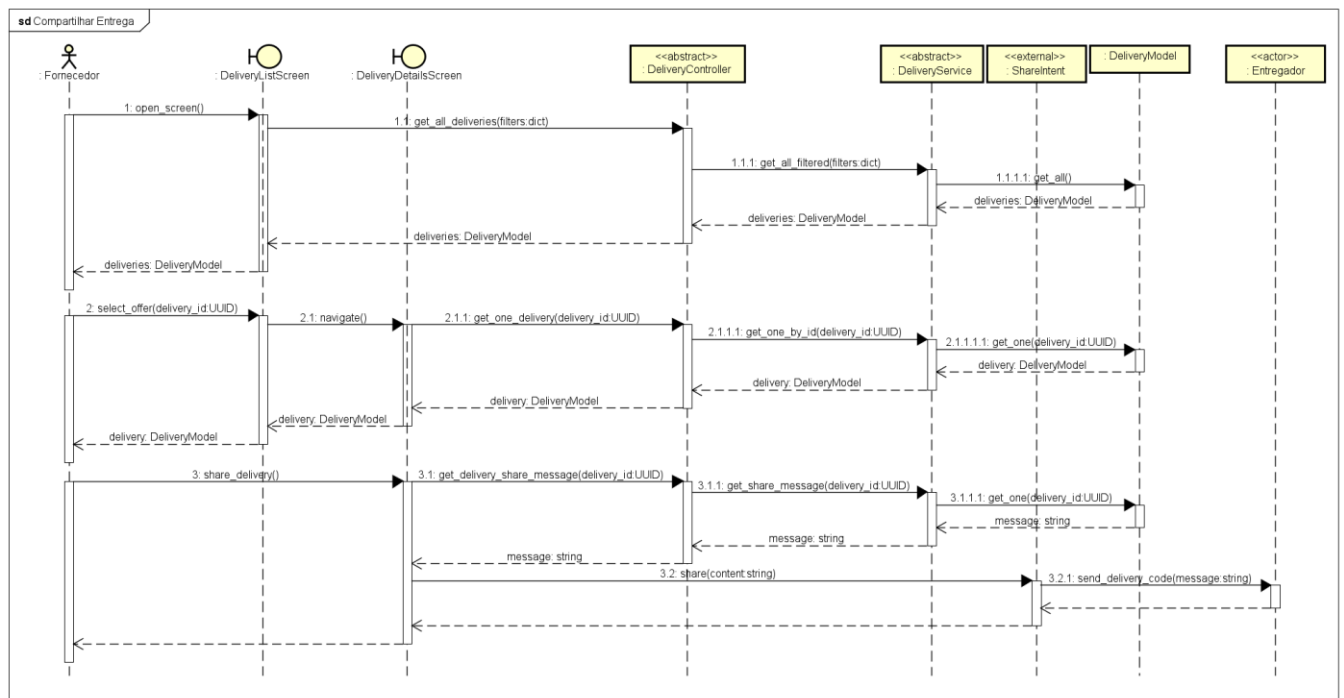 sd Compartilhar Entrega
: Fornecedor
: DeliveryListScreen
: DeliveryDetailsScreen
<<abstract>>
: DeliveryController
<<abstract>>
: DeliveryService
<<external>>
: ShareIntent
: DeliveryModel
<<actor>>
: Entregador
1: open_screen()
1.1: get_all_deliveries(filters:dict)
1.1.1: get_all_filtered(filters:dict)
1.1.1.1: get_all()
deliveries: DeliveryModel
deliveries: DeliveryModel
deliveries: DeliveryModel
deliveries: DeliveryModel
2: select_offer(delivery_id:UUID)
2.1: navigate()
2.1.1: get_one_delivery(delivery_id:UUID)
2.1.1.1: get_one_by_id(delivery_id:UUID)
2.1.1.1.1: get_one(delivery_id:UUID)
delivery: DeliveryModel
delivery: DeliveryModel
delivery: DeliveryModel
delivery: DeliveryModel
delivery: DeliveryModel
3: share_delivery()
3.1: get_delivery_share_message(delivery_id:UUID)
3.1.1: get_share_message(delivery_id:UUID)
3.1.1.1: get_one(delivery_id:UUID)
message: string
message: string
message: string
3.2: share(content:string)
3.2.1: send_delivery_code(message:string)